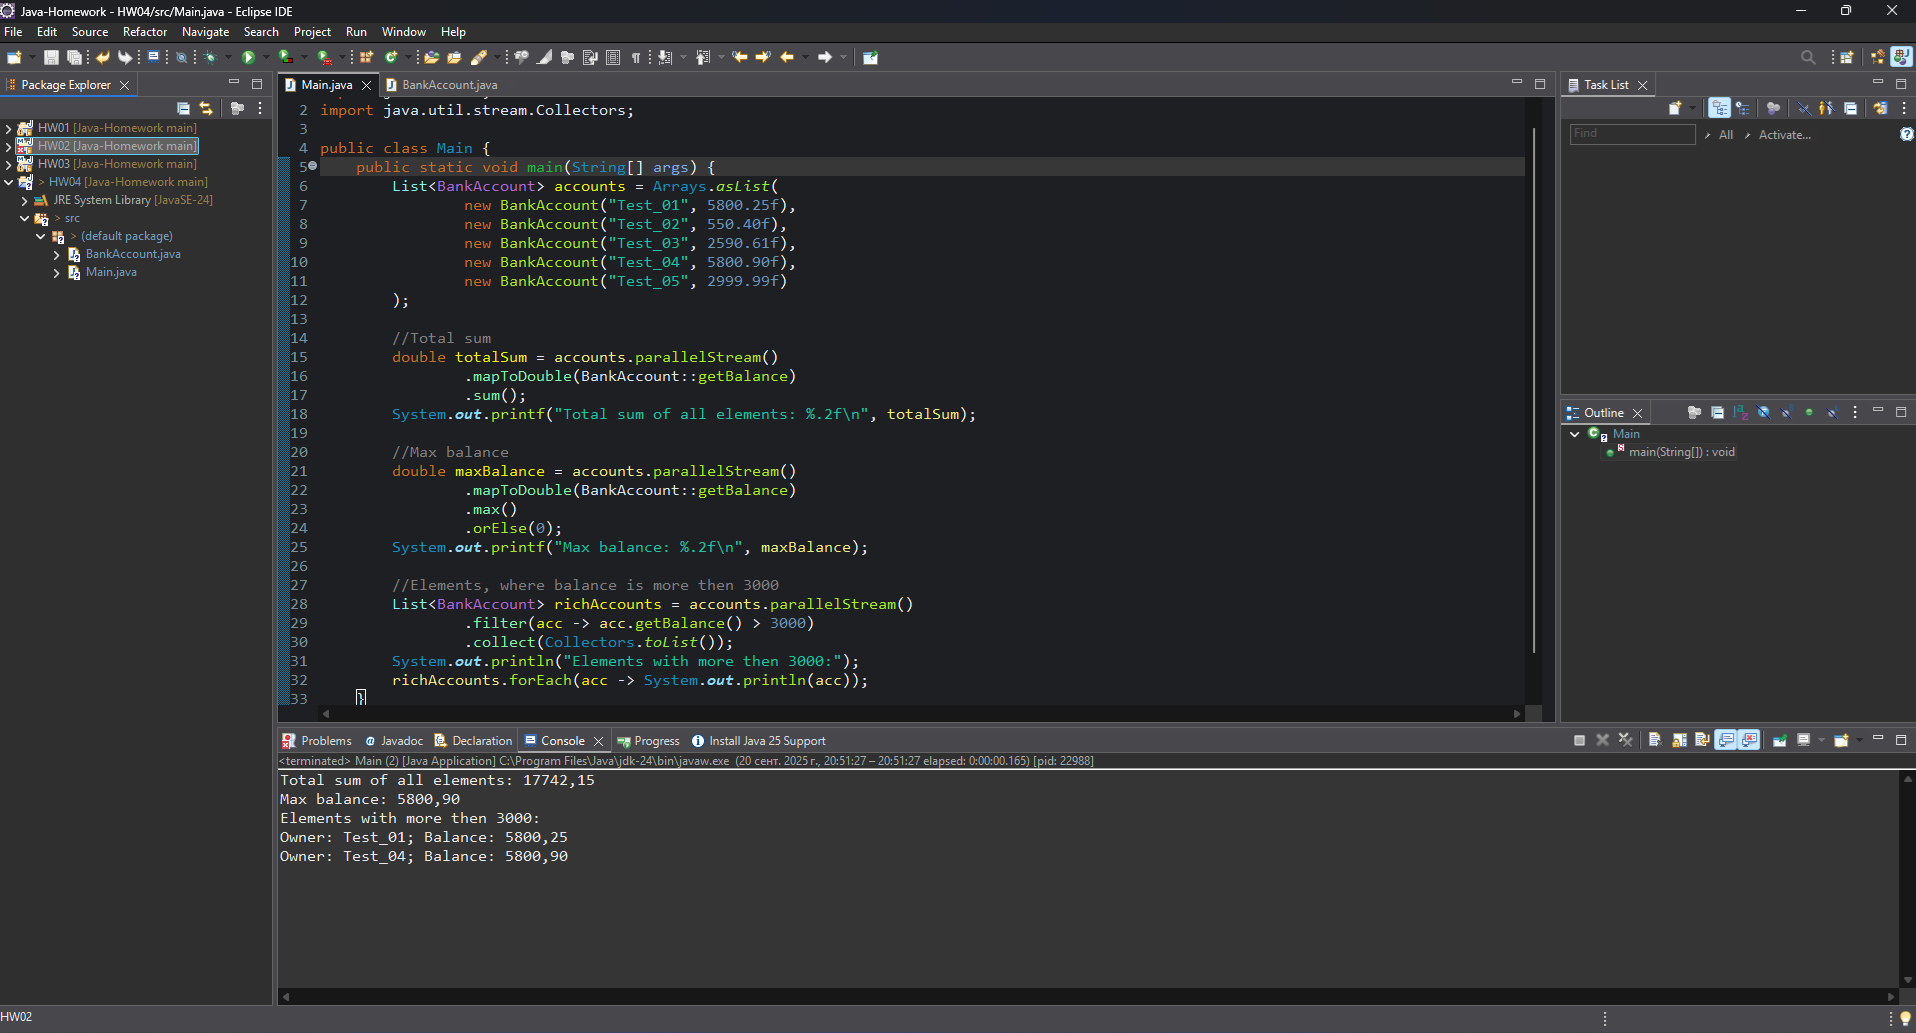 Java-Homework - HW04/src/Main.java - Eclipse IDE
File Edit Source Refactor Navigate Search Project Run Window Help
Package Explorer
HW01 [Java-Homework main]
HW02 [Java-Homework main]
HW03 [Java-Homework main]
> HW04 [Java-Homework main]
JRE System Library [JavaSE-24]
> src
> (default package)
BankAccount.java
Main.java
Main.java BankAccount.java
2 import java.util.stream.Collectors;
3
4 public class Main {
5 public static void main(String[] args) {
6 List<BankAccount> accounts = Arrays.asList(
7 new BankAccount("Test_01", 5800.25f),
8 new BankAccount("Test_02", 550.40f),
9 new BankAccount("Test_03", 2590.61f),
10 new BankAccount("Test_04", 5800.90f),
11 new BankAccount("Test_05", 2999.99f)
12 );
13
14 //Total sum
15 double totalSum = accounts.parallelStream()
16 .mapToDouble(BankAccount::getBalance)
17 .sum();
18 System.out.printf("Total sum of all elements: %.2f\n", totalSum);
19
20 //Max balance
21 double maxBalance = accounts.parallelStream()
22 .mapToDouble(BankAccount::getBalance)
23 .max()
24 .orElse(0);
25 System.out.printf("Max balance: %.2f\n", maxBalance);
26
27 //Elements, where balance is more then 3000
28 List<BankAccount> richAccounts = accounts.parallelStream()
29 .filter(acc -> acc.getBalance() > 3000)
30 .collect(Collectors.toList());
31 System.out.println("Elements with more then 3000:");
32 richAccounts.forEach(acc -> System.out.println(acc));
33 }
Task List
Find All Activate...
Outline
Main
main(String[]) : void
Problems Javadoc Declaration Console Progress Install Java 25 Support
<terminated> Main (2) [Java Application] C:\Program Files\Java\jdk-24\bin\javaw.exe (20 сент. 2025 г., 20:51:27 – 20:51:27 elapsed: 0:00:00.165) [pid: 22988]
Total sum of all elements: 17742,15
Max balance: 5800,90
Elements with more then 3000:
Owner: Test_01; Balance: 5800,25
Owner: Test_04; Balance: 5800,90
HW02